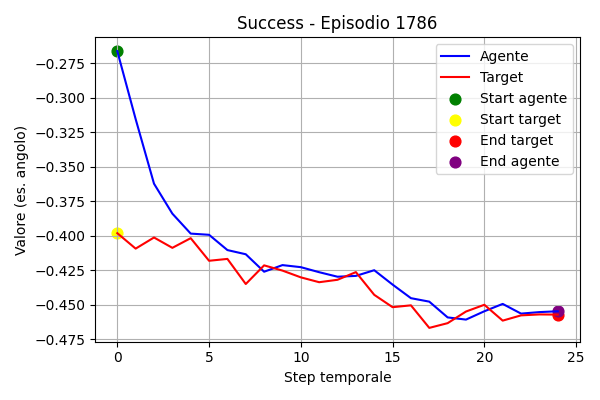 Success - Episodio 1786
Agente
Target
Start agente
Start target
End target
End agente
Valore (es. angolo)
−0.275
−0.300
−0.325
−0.350
−0.375
−0.400
−0.425
−0.450
−0.475
0 5 10 15 20 25
Step temporale